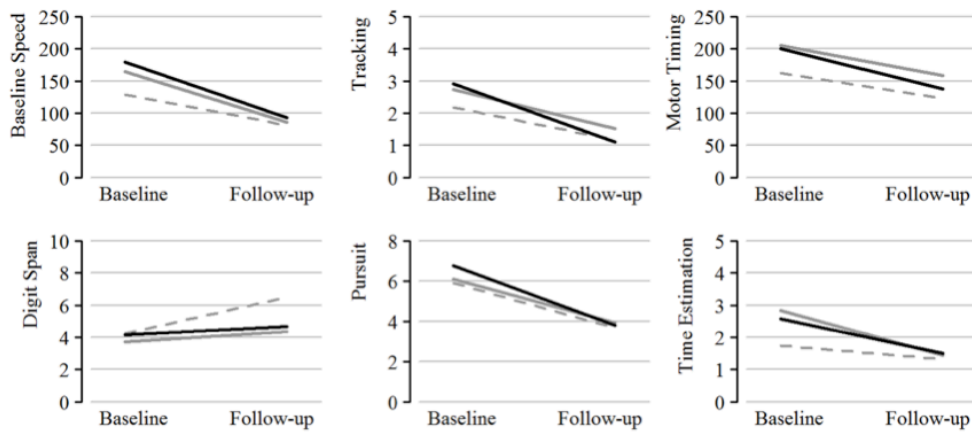 Baseline Speed
250
200
150
100
50
0
Baseline Follow-up
Tracking
5
4
3
2
1
0
Baseline Follow-up
Motor Timing
250
200
150
100
50
0
Baseline Follow-up
Digit Span
10
8
6
4
2
0
Baseline Follow-up
Pursuit
8
6
4
2
0
Baseline Follow-up
Time Estimation
5
4
3
2
1
0
Baseline Follow-up